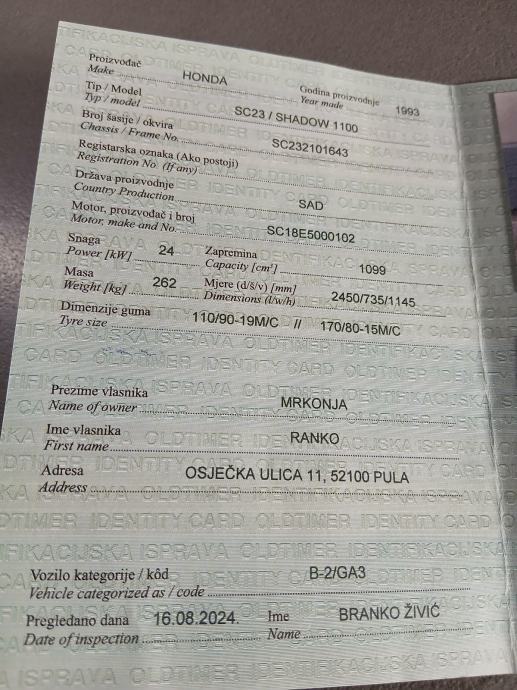 Proizvođač HONDA Godina proizvodnje 1993
Make Year made
Tip / Model SC23 / SHADOW 1100
Typ / model
Broj šasije / okvira SC232101643
Chassis / Frame No.
Registarska oznaka (Ako postoji)
Registration No. (If any)
Država proizvodnje SAD
Country Production
Motor, proizvođač i broj SC18E5000102
Motor, make and No.
Snaga 24 Zapremina 1099
Power [kW] Capacity [cm³]
Masa 262 Mjere (d/š/v) [mm] 2450/735/1145
Weight [kg] Dimensions (l/w/h)
Dimenzije guma 110/90-19M/C // 170/80-15M/C
Tyre size
Prezime vlasnika MRKONJA
Name of owner
Ime vlasnika RANKO
First name
Adresa OSJEČKA ULICA 11, 52100 PULA
Address
Vozilo kategorije / kôd B-2/GA3
Vehicle categorized as / code
Pregledano dana 16.08.2024. Ime BRANKO ŽIVIĆ
Date of inspection Name